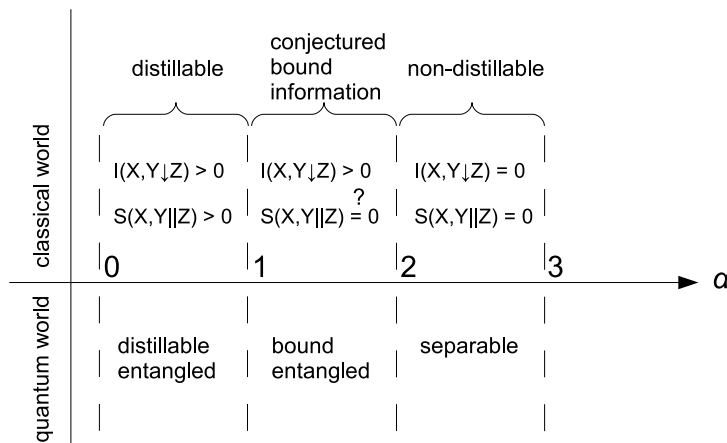 conjectured
bound
information
distillable
non-distillable
I(X,Y↓Z) > 0
I(X,Y↓Z) > 0
I(X,Y↓Z) = 0
?
S(X,Y||Z) > 0
S(X,Y||Z) = 0
S(X,Y||Z) = 0
classical world
0
1
2
3
α
quantum world
distillable
entangled
bound
entangled
separable